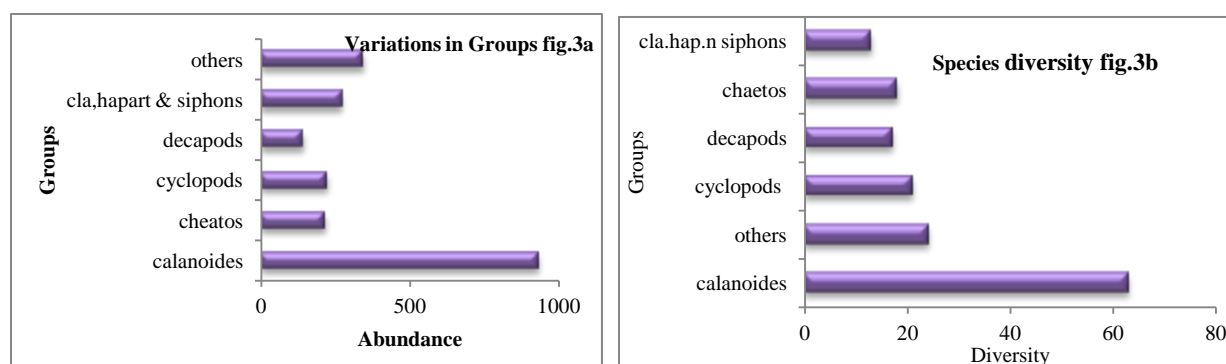 Variations in Groups fig.3a
others
cla,hapart & siphons
decapods
cyclopods
cheatos
calanoides
Groups
0 500 1000
Abundance
Species diversity fig.3b
cla.hap.n siphons
chaetos
decapods
cyclopods
others
calanoides
Groups
0 20 40 60 80
Diversity